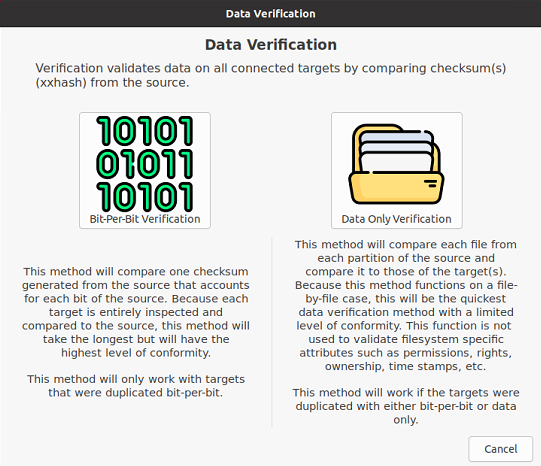 Data Verification
Data Verification
Verification validates data on all connected targets by comparing checksum(s)
(xxhash) from the source.
10101
01011
10101
Bit-Per-Bit Verification
Data Only Verification
This method will compare one checksum
generated from the source that accounts
for each bit of the source. Because each
target is entirely inspected and
compared to the source, this method will
take the longest but will have the
highest level of conformity.
This method will only work with targets
that were duplicated bit-per-bit.
This method will compare each file from
each partition of the source and
compare it to those of the target(s).
Because this method functions on a file-
by-file case, this will be the quickest
data verification method with a limited
level of conformity. This function is not
used to validate filesystem specific
attributes such as permissions, rights,
ownership, time stamps, etc.
This method will work if the targets were
duplicated with either bit-per-bit or data
only.
Cancel